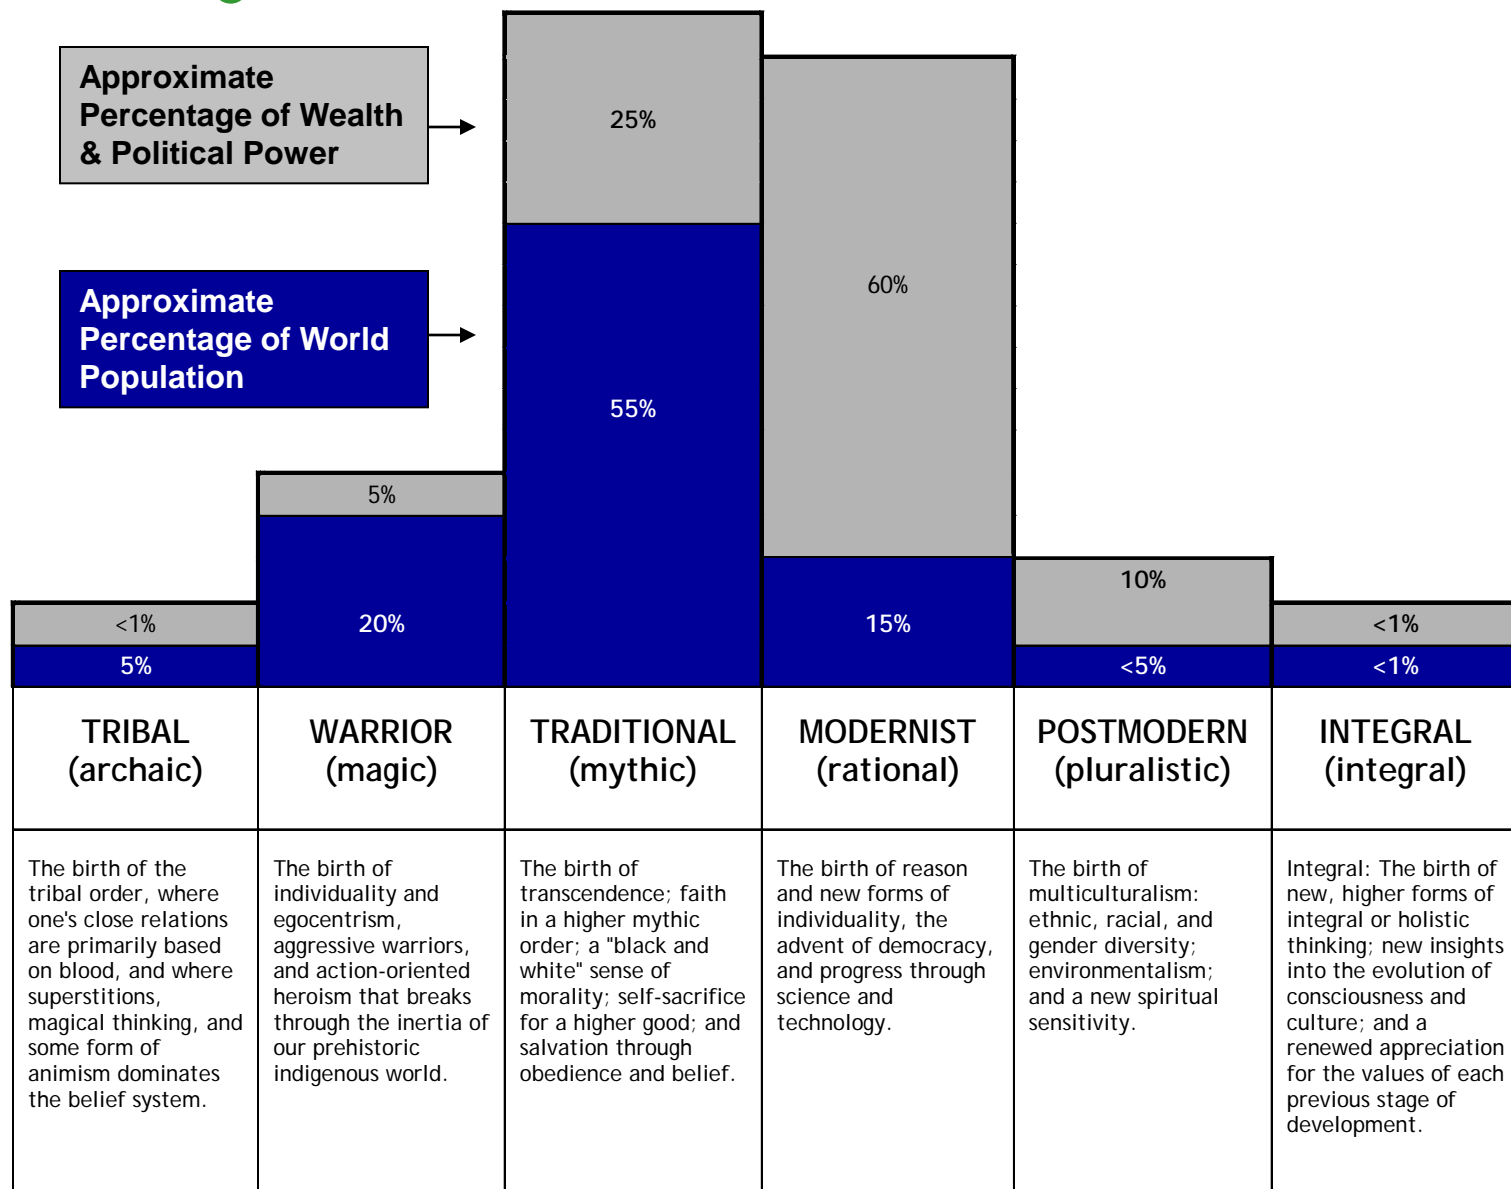 Approximate
Percentage of Wealth
& Political Power
Approximate
Percentage of World
Population
25%
60%
55%
5%
20%
15%
10%
<1%
5%
<5%
<1%
<1%
TRIBAL
(archaic)
WARRIOR
(magic)
TRADITIONAL
(mythic)
MODERNIST
(rational)
POSTMODERN
(pluralistic)
INTEGRAL
(integral)
The birth of the
tribal order, where
one's close relations
are primarily based
on blood, and where
superstitions,
magical thinking, and
some form of
animism dominates
the belief system.
The birth of
individuality and
egocentrism,
aggressive warriors,
and action-oriented
heroism that breaks
through the inertia of
our prehistoric
indigenous world.
The birth of
transcendence; faith
in a higher mythic
order; a "black and
white" sense of
morality; self-sacrifice
for a higher good; and
salvation through
obedience and belief.
The birth of reason
and new forms of
individuality, the
advent of democracy,
and progress through
science and
technology.
The birth of
multiculturalism:
ethnic, racial, and
gender diversity;
environmentalism;
and a new spiritual
sensitivity.
Integral: The birth of
new, higher forms of
integral or holistic
thinking; new insights
into the evolution of
consciousness and
culture; and a
renewed appreciation
for the values of each
previous stage of
development.